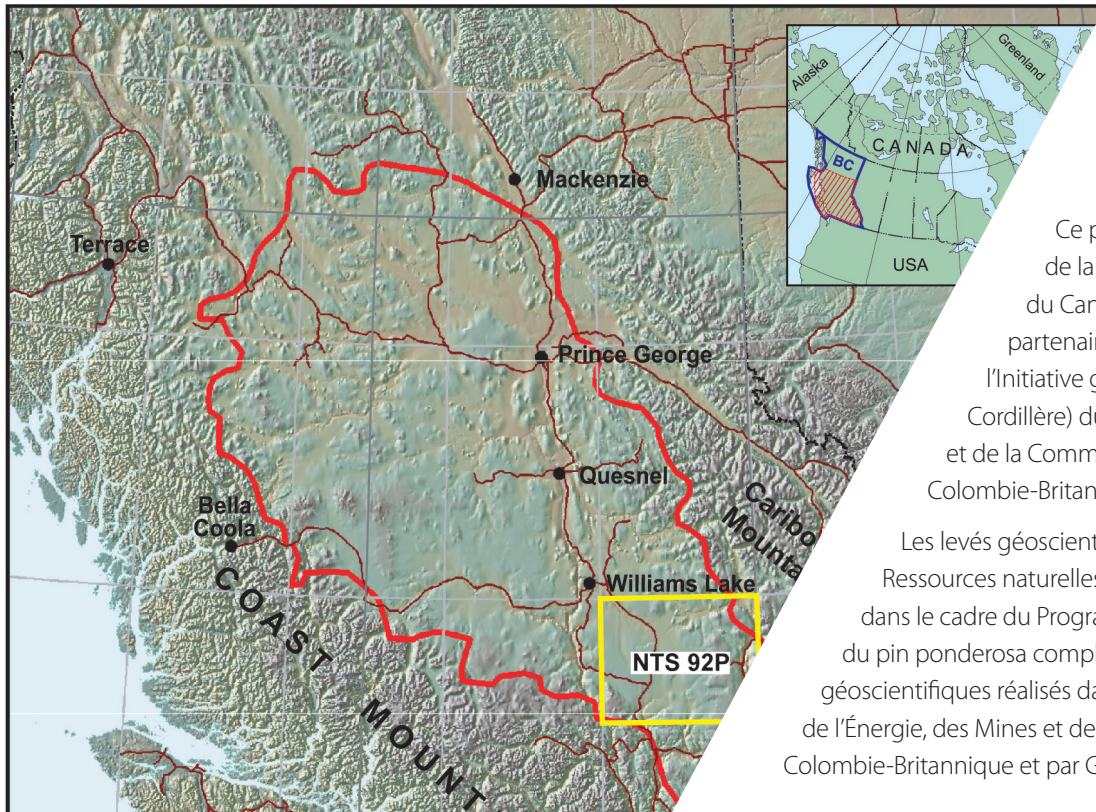 Alaska
Greenland
CANADA
BC
USA
Mackenzie
Terrace
Prince George
Quesnel
Bella
Coola
Williams Lake
NTS 92P
COAST MOUNT
Caribo
Mounta
Ce p
de la
du Can
partenair
l’Initiative g
Cordillère) du
et de la Comm
Colombie-Britan
Les levés géoscient
Ressources naturelles
dans le cadre du Progra
du pin ponderosa compl
géoscientifiques réalisés da
de l’Énergie, des Mines et de
Colombie-Britannique et par G